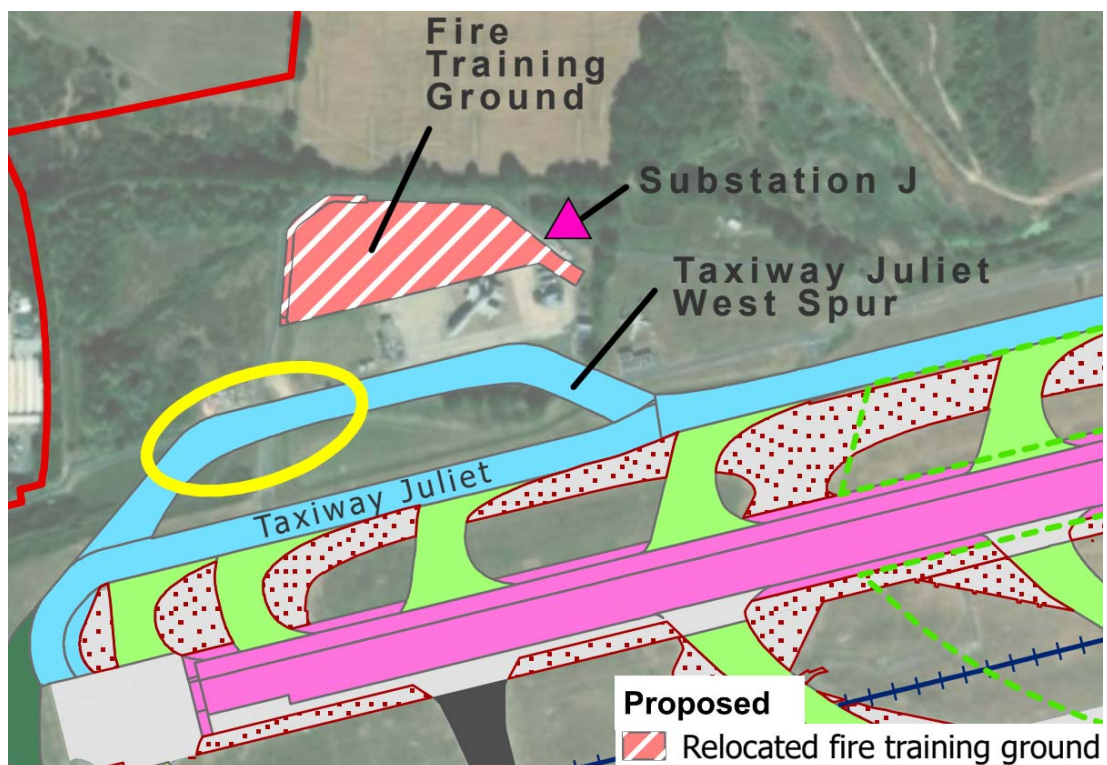 Fire
Training
Ground
Substation J
Taxiway Juliet
West Spur
Taxiway Juliet
Proposed
Relocated fire training ground